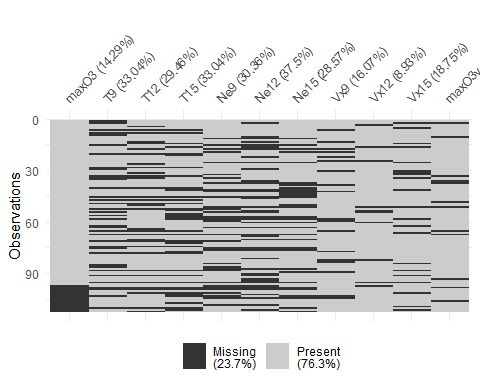 maxO3 (14.29%)
T9 (33.04%)
T12 (29.46%)
T15 (33.04%)
Ne9 (30.36%)
Ne12 (37.5%)
Ne15 (28.57%)
Vx9 (16.07%)
Vx12 (8.93%)
Vx15 (18.75%)
maxO3v
0
30
60
90
Observations
Missing
(23.7%)
Present
(76.3%)